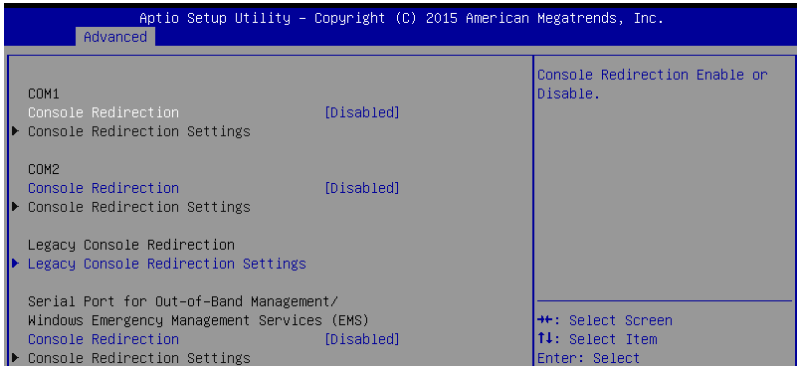 Aptio Setup Utility – Copyright (C) 2015 American Megatrends, Inc.
Advanced
COM1
Console Redirection [Disabled]
▶ Console Redirection Settings
COM2
Console Redirection [Disabled]
▶ Console Redirection Settings
Legacy Console Redirection
▶ Legacy Console Redirection Settings
Serial Port for Out-of-Band Management/
Windows Emergency Management Services (EMS)
Console Redirection [Disabled]
▶ Console Redirection Settings
Console Redirection Enable or
Disable.
→←: Select Screen
↑↓: Select Item
Enter: Select